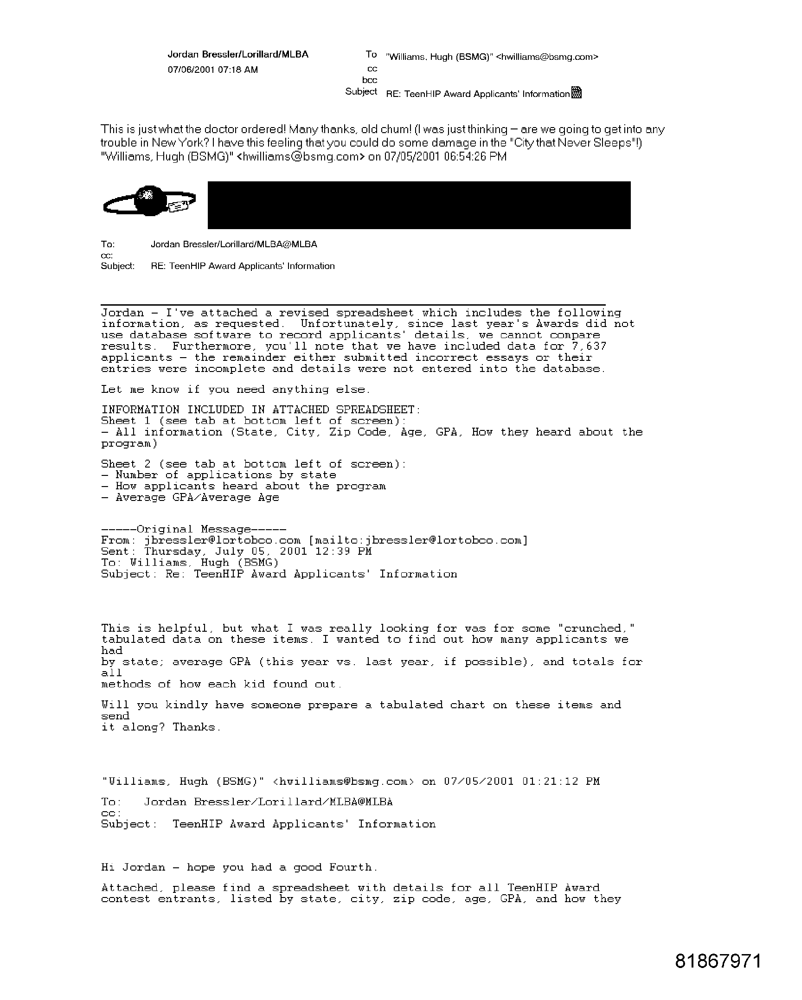 Jordan Bressler/Lorillard/MLBA
07/06/2001 07:18 AM
To "Williams, Hugh (BSMG)" <hwilliams@bsmg.com>
cc
bcc
Subject RE: TeenHIP Award Applicants' Information
This is just what the doctor ordered! Many thanks, old chum! (I was just thinking – are we going to get into any
trouble in New York? I have this feeling that you could do some damage in the "City that Never Sleeps"!)
"Williams, Hugh (BSMG)" <hwilliams@bsmg.com> on 07/05/2001 06:54:26 PM
To: Jordan Bressler/Lorillard/MLBA@MLBA
cc:
Subject: RE: TeenHIP Award Applicants' Information
Jordan - I've attached a revised spreadsheet which includes the following
information, as requested. Unfortunately, since last year's Awards did not
use database software to record applicants' details, we cannot compare
results. Furthermore, you'll note that we have included data for 7,637
applicants - the remainder either submitted incorrect essays or their
entries were incomplete and details were not entered into the database.
Let me know if you need anything else.
INFORMATION INCLUDED IN ATTACHED SPREADSHEET:
Sheet 1 (see tab at bottom left of screen):
- All information (State, City, Zip Code, Age, GPA, How they heard about the
program)
Sheet 2 (see tab at bottom left of screen):
- Number of applications by state
- How applicants heard about the program
- Average GPA/Average Age
-----Original Message-----
From: jbressler@lortobco.com [mailto:jbressler@lortobco.com]
Sent: Thursday, July 05, 2001 12:39 PM
To: Williams, Hugh (BSMG)
Subject: Re: TeenHIP Award Applicants' Information
This is helpful, but what I was really looking for was for some "crunched,"
tabulated data on these items. I wanted to find out how many applicants we
had
by state; average GPA (this year vs. last year, if possible), and totals for
all
methods of how each kid found out.
Will you kindly have someone prepare a tabulated chart on these items and
send
it along? Thanks.
"Williams, Hugh (BSMG)" <hwilliams@bsmg.com> on 07/05/2001 01:21:12 PM
To: Jordan Bressler/Lorillard/MLBA@MLBA
cc:
Subject: TeenHIP Award Applicants' Information
Hi Jordan - hope you had a good Fourth.
Attached, please find a spreadsheet with details for all TeenHIP Award
contest entrants, listed by state, city, zip code, age, GPA, and how they
81867971